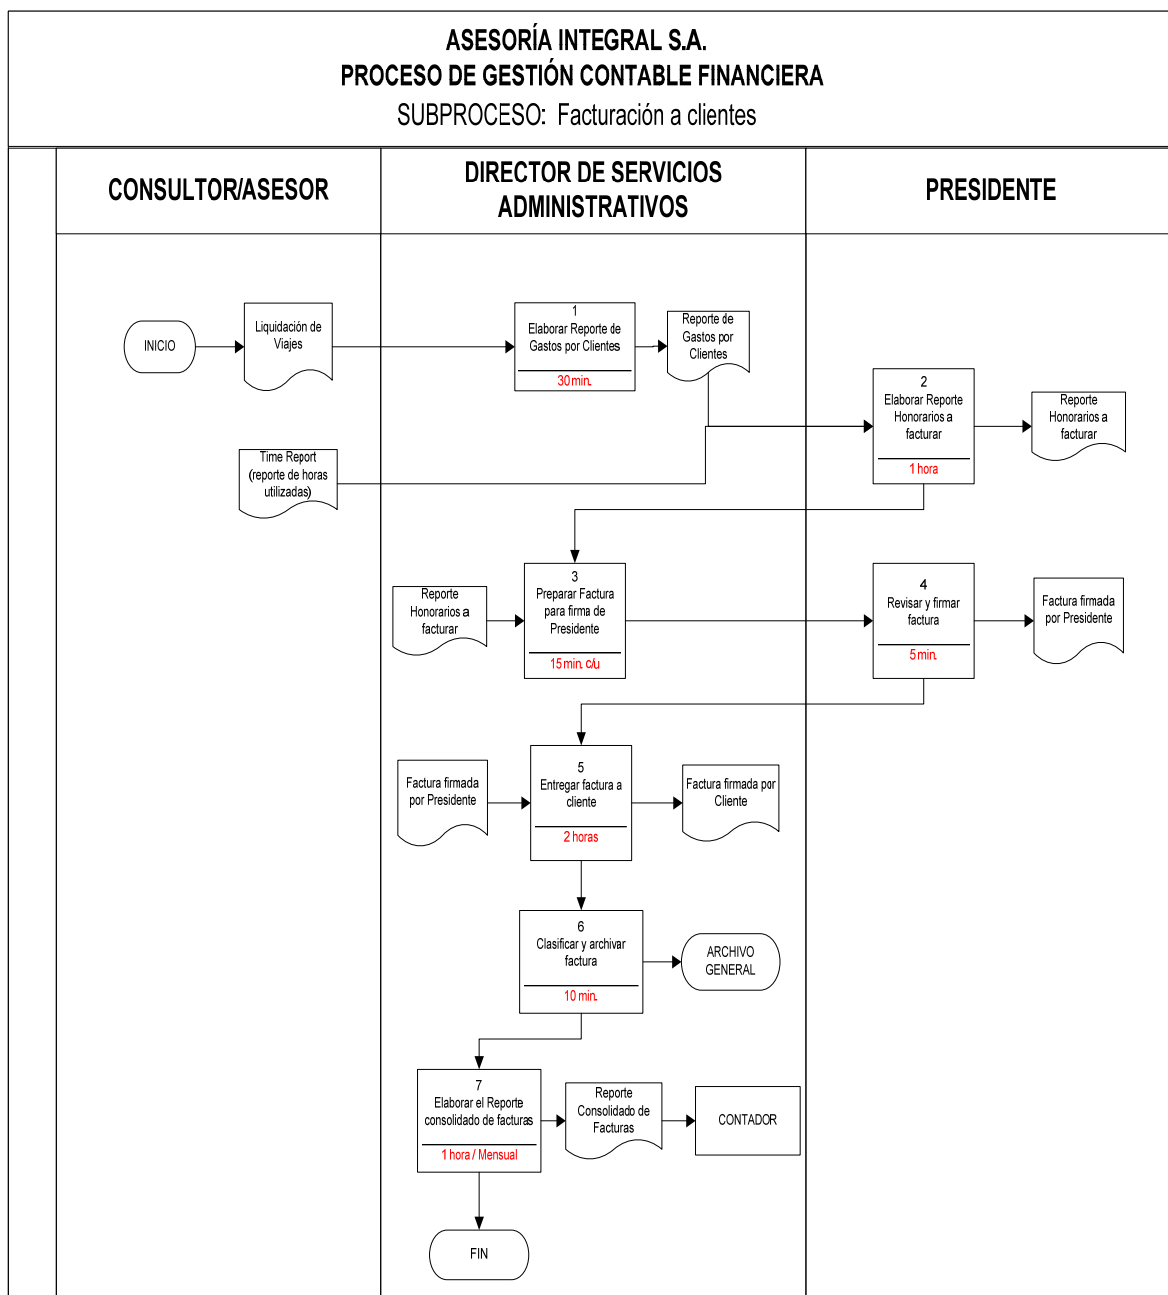 ASESORÍA INTEGRAL S.A.
PROCESO DE GESTIÓN CONTABLE FINANCIERA
SUBPROCESO: Facturación a clientes
CONSULTOR/ASESOR
DIRECTOR DE SERVICIOS
ADMINISTRATIVOS
PRESIDENTE
INICIO
Liquidación de
Viajes
1
Elaborar Reporte de
Gastos por Clientes
30 min.
Reporte de
Gastos por
Clientes
2
Elaborar Reporte
Honorarios a
facturar
1 hora
Reporte
Honorarios a
facturar
Time Report
(reporte de horas
utilizadas)
Reporte
Honorarios a
facturar
3
Preparar Factura
para firma de
Presidente
15 min. c/u
4
Revisar y firmar
factura
5 min.
Factura firmada
por Presidente
Factura firmada
por Presidente
5
Entregar factura a
cliente
2 horas
Factura firmada por
Cliente
6
Clasificar y archivar
factura
10 min.
ARCHIVO
GENERAL
7
Elaborar el Reporte
consolidado de facturas
1 hora / Mensual
Reporte
Consolidado de
Facturas
CONTADOR
FIN